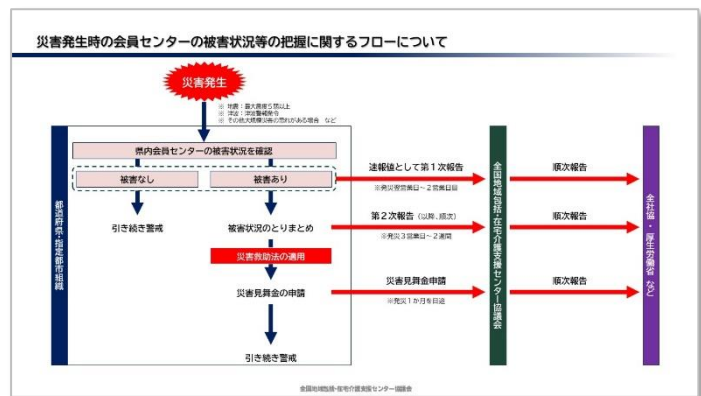 災害発生時の会員センターの被害状況等の把握に関するフローについて
災害発生
※ 地震：最大震度５弱以上
※ 津波：津波警報発令
※ その他大規模災害の恐れがある場合 など
県内会員センターの被害状況を確認
被害なし
被害あり
引き続き警戒
被害状況のとりまとめ
災害救助法の適用
災害見舞金の申請
引き続き警戒
都道府県・指定都市組織
速報値として第１次報告
※発災翌営業日～２営業日目
第２次報告（以降、順次）
※発災３営業日～２週間
災害見舞金申請
※発災１か月を目途
全国地域包括・在宅介護支援センター協議会
順次報告
順次報告
順次報告
全社協・厚生労働省 など
全国地域包括・在宅介護支援センター協議会